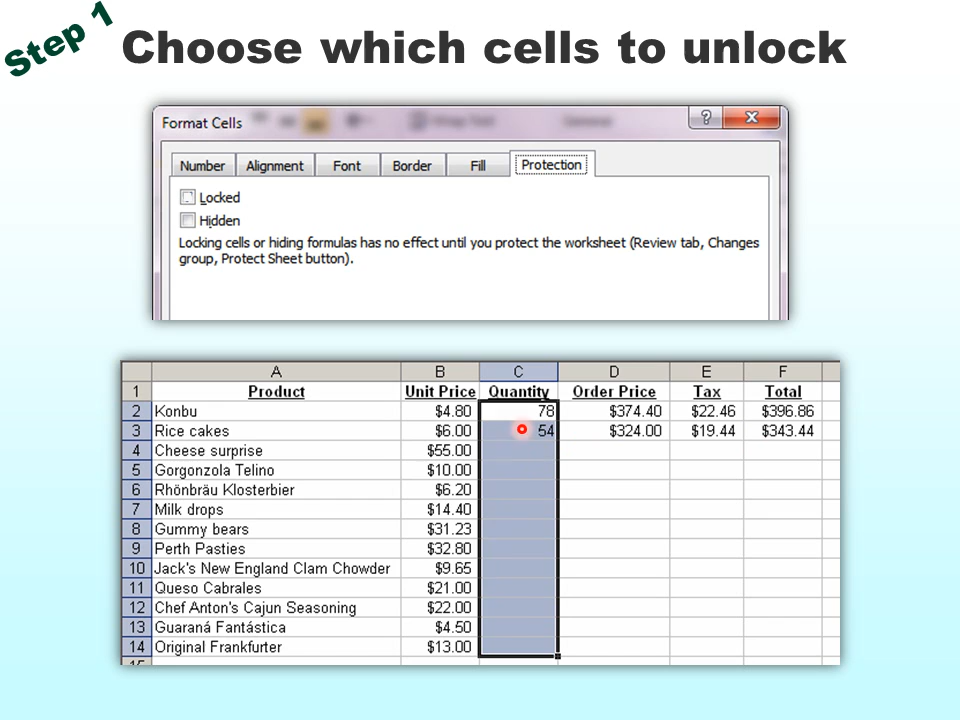 Step 1
Choose which cells to unlock
Format Cells
Number Alignment Font Border Fill Protection
Locked
Hidden
Locking cells or hiding formulas has no effect until you protect the worksheet (Review tab, Changes
group, Protect Sheet button).
A B C D E F
1 Product Unit Price Quantity Order Price Tax Total
2 Konbu $4.80 78 $374.40 $22.46 $396.86
3 Rice cakes $6.00 54 $324.00 $19.44 $343.44
4 Cheese surprise $55.00
5 Gorgonzola Telino $10.00
6 Rhönbräu Klosterbier $6.20
7 Milk drops $14.40
8 Gummy bears $31.23
9 Perth Pasties $32.80
10 Jack's New England Clam Chowder $9.65
11 Queso Cabrales $21.00
12 Chef Anton's Cajun Seasoning $22.00
13 Guaraná Fantástica $4.50
14 Original Frankfurter $13.00